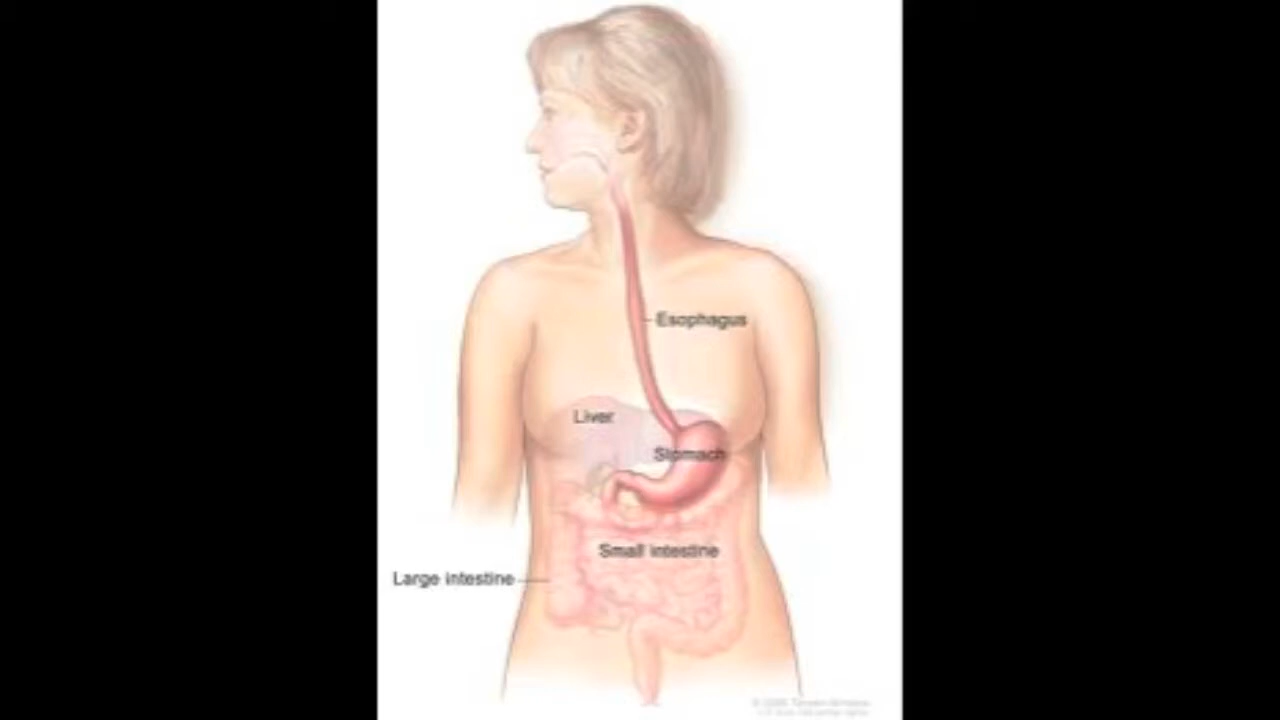 Esophagus
Liver
Stomach
Small intestine
Large intestine